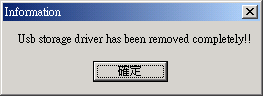 Information
Usb storage driver has been removed completely!!
確定